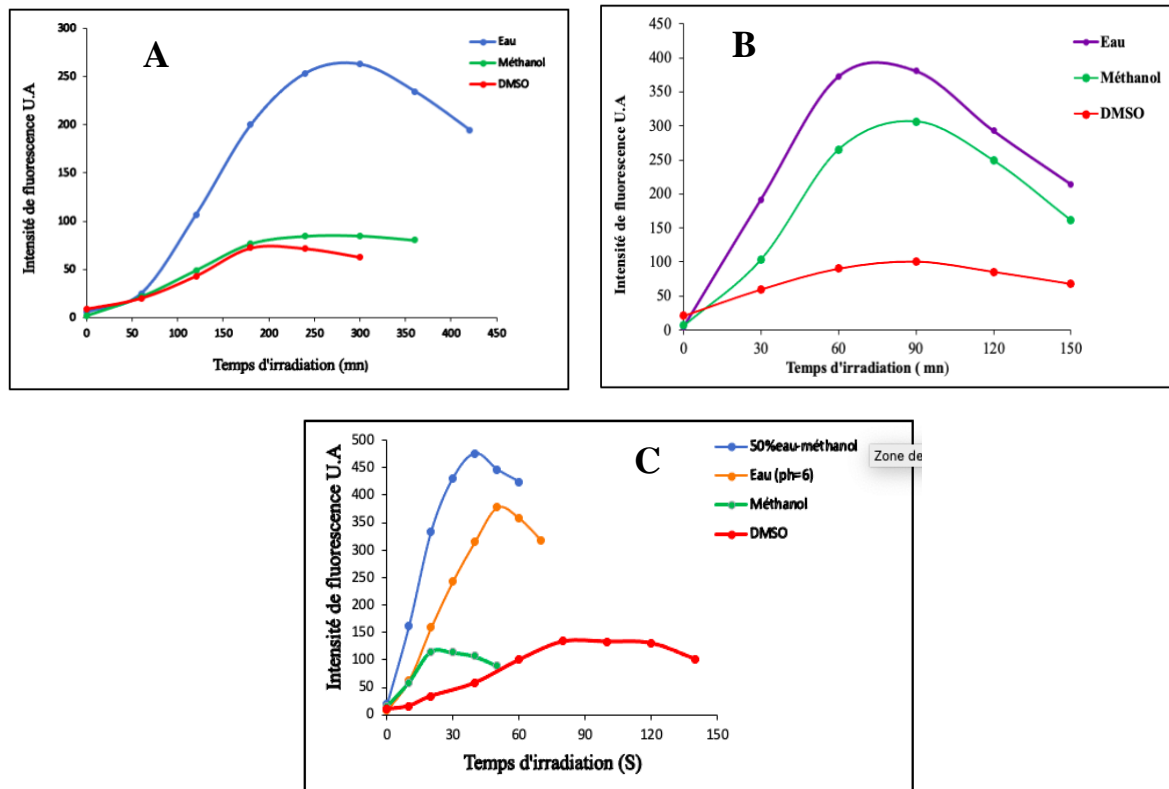 A
Eau
Méthanol
DMSO
Intensité de fluorescence U.A
300
250
200
150
100
50
0
0 50 100 150 200 250 300 350 400 450
Temps d'irradiation (mn)
B
Eau
Méthanol
DMSO
Intensité de fluorescence U.A
450
400
350
300
250
200
150
100
50
0
0 30 60 90 120 150
Temps d'irradiation ( mn)
C
50%eau-méthanol
Eau (ph=6)
Méthanol
DMSO
Zone de
Intensité de fluorescence U.A
500
450
400
350
300
250
200
150
100
50
0
0 30 60 90 120 150
Temps d'irradiation (S)